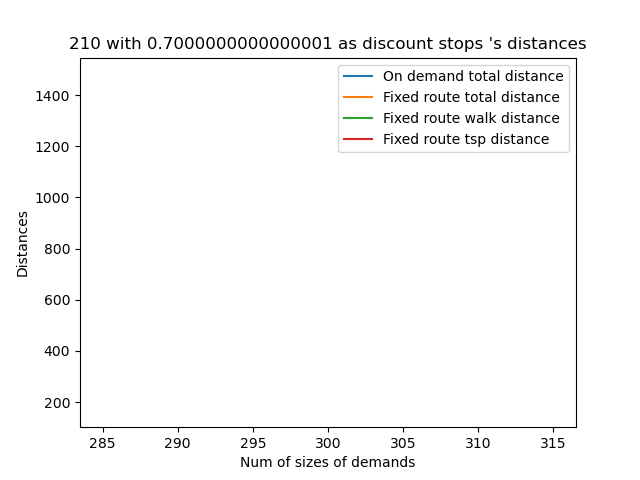 210 with 0.7000000000000001 as discount stops 's distances
On demand total distance
Fixed route total distance
Fixed route walk distance
Fixed route tsp distance
1400
1200
1000
800
600
400
200
Distances
285 290 295 300 305 310 315
Num of sizes of demands